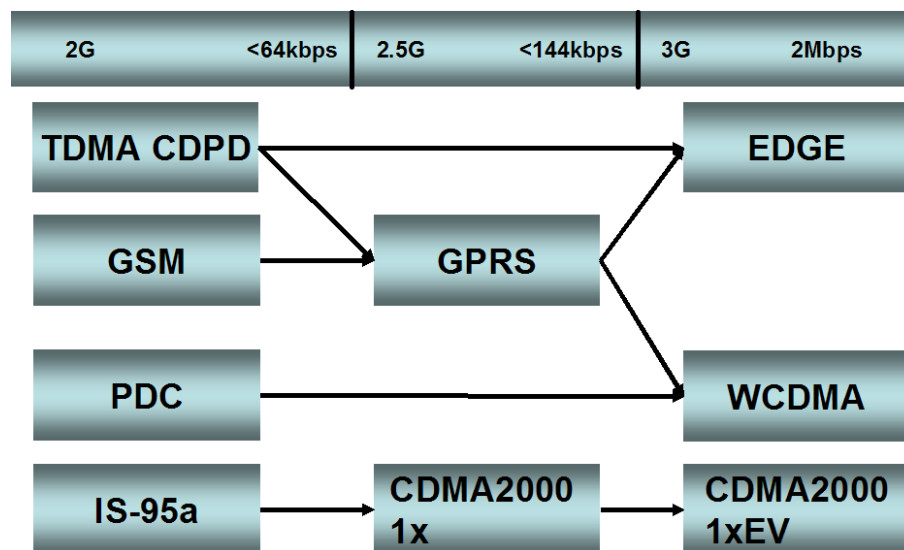 2G <64kbps 2.5G <144kbps 3G 2Mbps
TDMA CDPD EDGE
GSM GPRS
PDC WCDMA
IS-95a
CDMA2000
1x
CDMA2000
1xEV